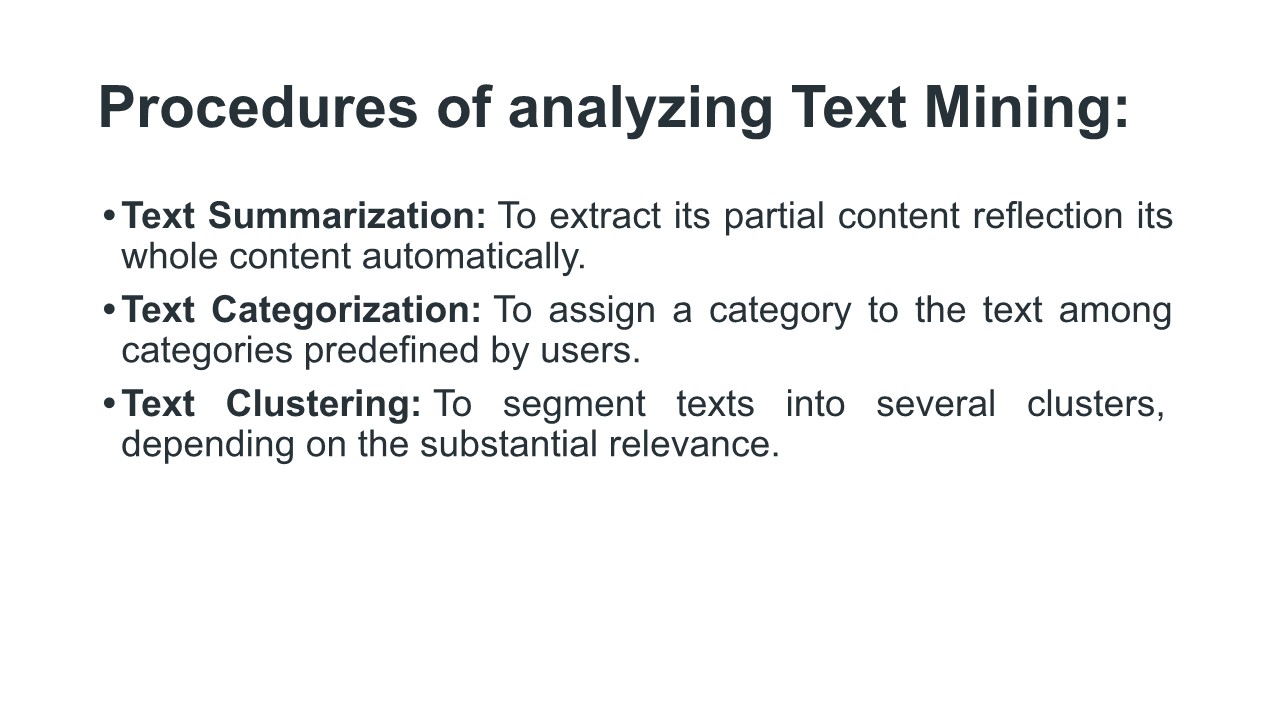 Procedures of analyzing Text Mining:
•Text Summarization: To extract its partial content reflection its
whole content automatically.
•Text Categorization: To assign a category to the text among
categories predefined by users.
•Text Clustering: To segment texts into several clusters,
depending on the substantial relevance.